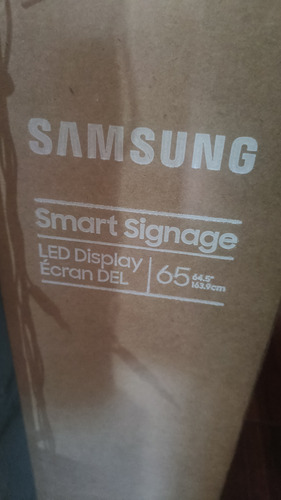 SAMSUNG
Smart Signage
LED Display
Écran DEL
65 64.5"
163.9cm